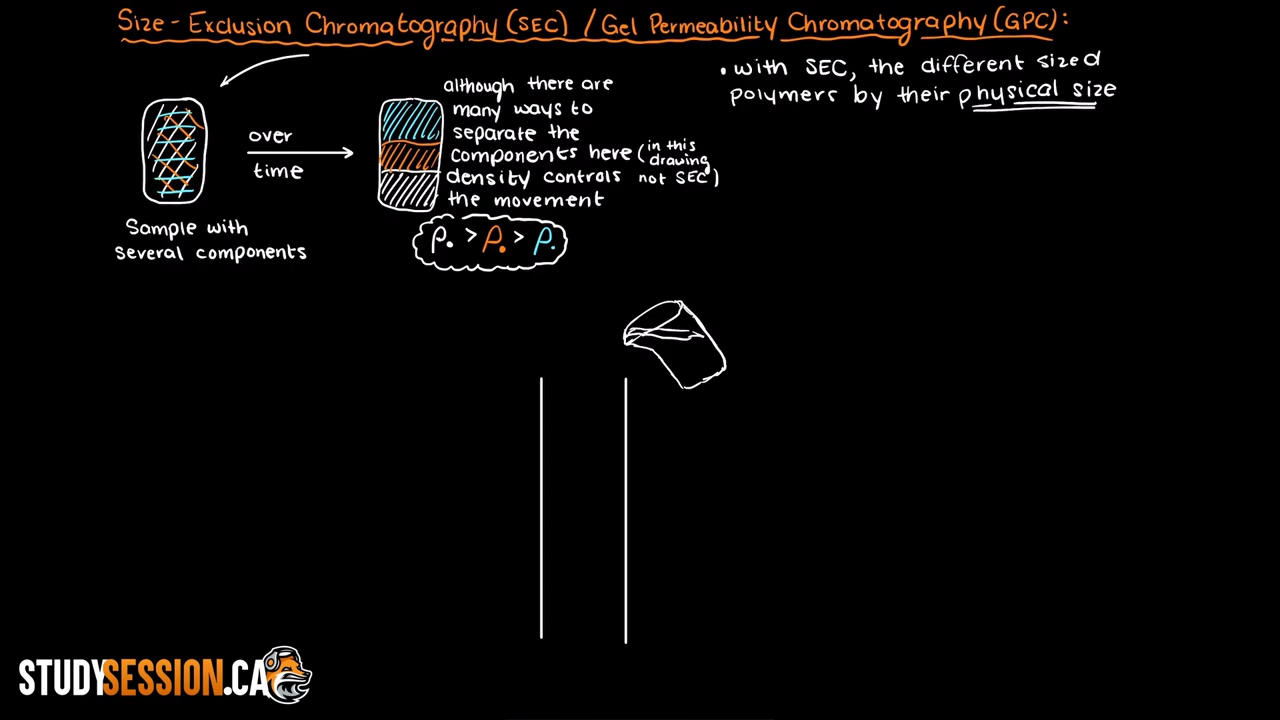 Size - Exclusion Chromatography (SEC) / Gel Permeability Chromatography (GPC):
over
time
Sample with
several components
although there are
many ways to
separate the
components here (in this
drawing
density controls not SEC)
the movement
ρ. > ρ. > ρ.
• with SEC, the different sized
polymers by their physical size
STUDYSESSION.CA